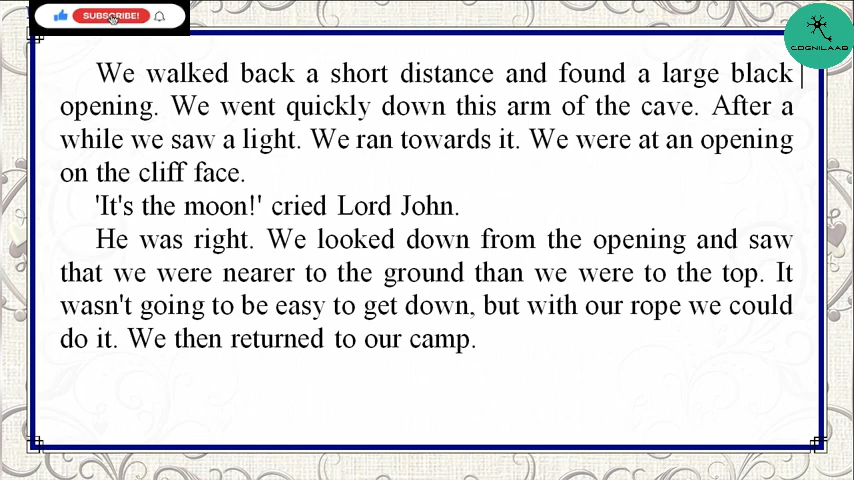 SUBSCRIBE!
COGNILAAB
We walked back a short distance and found a large black
opening. We went quickly down this arm of the cave. After a
while we saw a light. We ran towards it. We were at an opening
on the cliff face.
'It's the moon!' cried Lord John.
He was right. We looked down from the opening and saw
that we were nearer to the ground than we were to the top. It
wasn't going to be easy to get down, but with our rope we could
do it. We then returned to our camp.